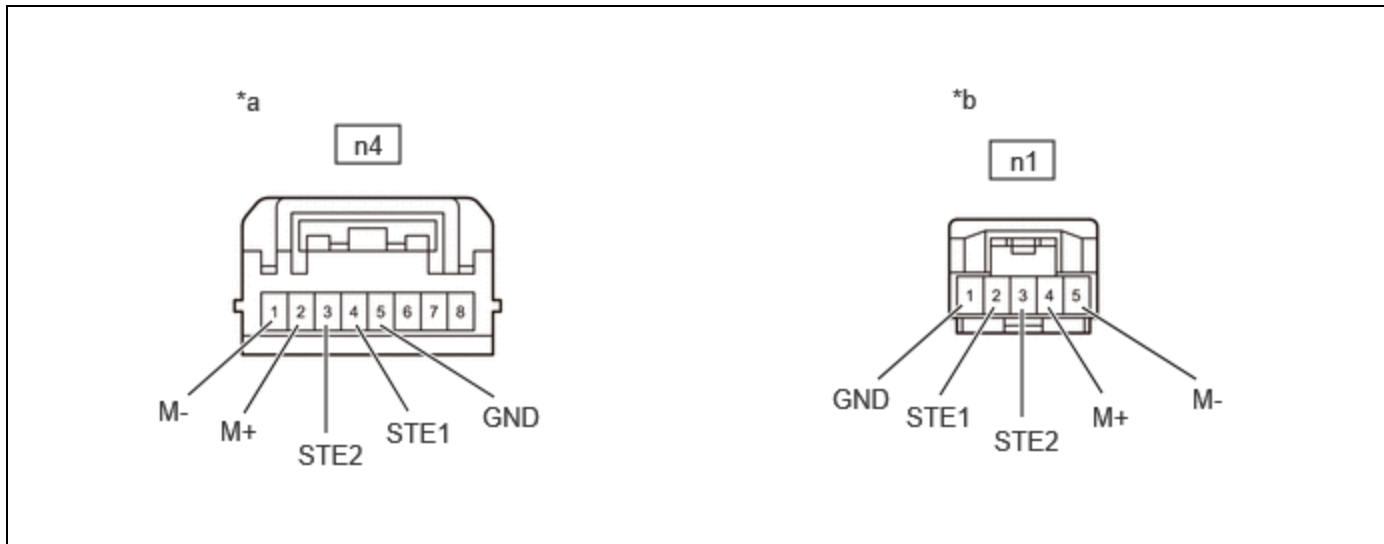 *a
n4
1 2 3 4 5 6 7 8
M-
M+
STE2
STE1
GND
*b
n1
1 2 3 4 5
GND
STE1
STE2
M+
M-